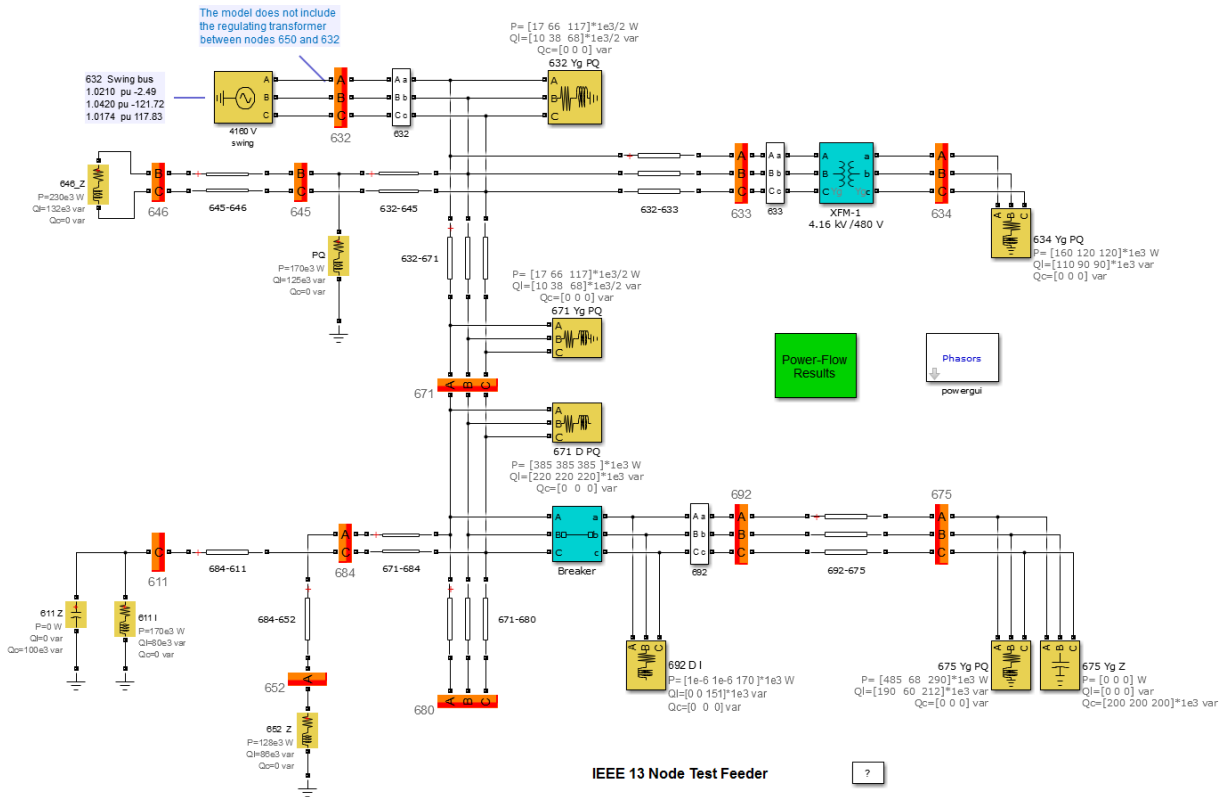 The model does not include
the regulating transformer
between nodes 650 and 632
P= [17 66  117]*1e3/2 W
Ql=[10 38  68]*1e3/2 var
Qc=[0 0 0] var
632 Yg PQ
632  Swing bus
1.0210  pu -2.49
1.0420 pu -121.72
1.0174  pu 117.83
A
B
C
4160 V
swing
A
B
C
632
A a
B b
C c
632
A
B
C
646_Z
P=230e3 W
Ql=132e3 var
Qc=0 var
B
C
646
645-646
B
C
645
632-645
PQ
P=170e3 W
Ql=125e3 var
Qc=0 var
632-633
A
B
C
633
A a
B b
C c
633
A
B
C
a
b
c
Yg
Yg
XFM-1
4.16 kV /480 V
A
B
C
634
A B C
634 Yg PQ
P= [160 120 120]*1e3 W
Ql=[110 90 90]*1e3 var
Qc=[0 0 0] var
632-671
P= [17 66  117]*1e3/2 W
Ql=[10 38  68]*1e3/2 var
Qc=[0 0 0] var
671 Yg PQ
A
B
C
Power-Flow
Results
Phasors
powergui
671
A B C
A
B
C
671 D PQ
P= [385 385 385 ]*1e3 W
Ql=[220 220 220]*1e3 var
Qc=[0  0  0] var
A
B
C
a
b
c
Breaker
A a
B b
C c
692
692
A
B
C
692-675
675
A
B
C
C
611
684-611
A
C
684
671-684
611 Z
P=0 W
Ql=0 var
Qc=100e3 var
611 I
P=170e3 W
Ql=80e3 var
Qc=0 var
684-652
671-680
652
A
680
A B C
652 Z
P=128e3 W
Ql=86e3 var
Qc=0 var
A B C
692 D I
P= [1e-6 1e-6 170 ]*1e3 W
Ql=[0 0 151]*1e3 var
Qc=[0  0  0] var
A B C
675 Yg PQ
P= [485 68 290]*1e3 W
Ql=[190  60  212]*1e3 var
Qc=[0 0 0] var
A B C
675 Yg Z
P= [0 0 0] W
Ql=[0 0 0] var
Qc=[200 200 200]*1e3 var
IEEE 13 Node Test Feeder
?